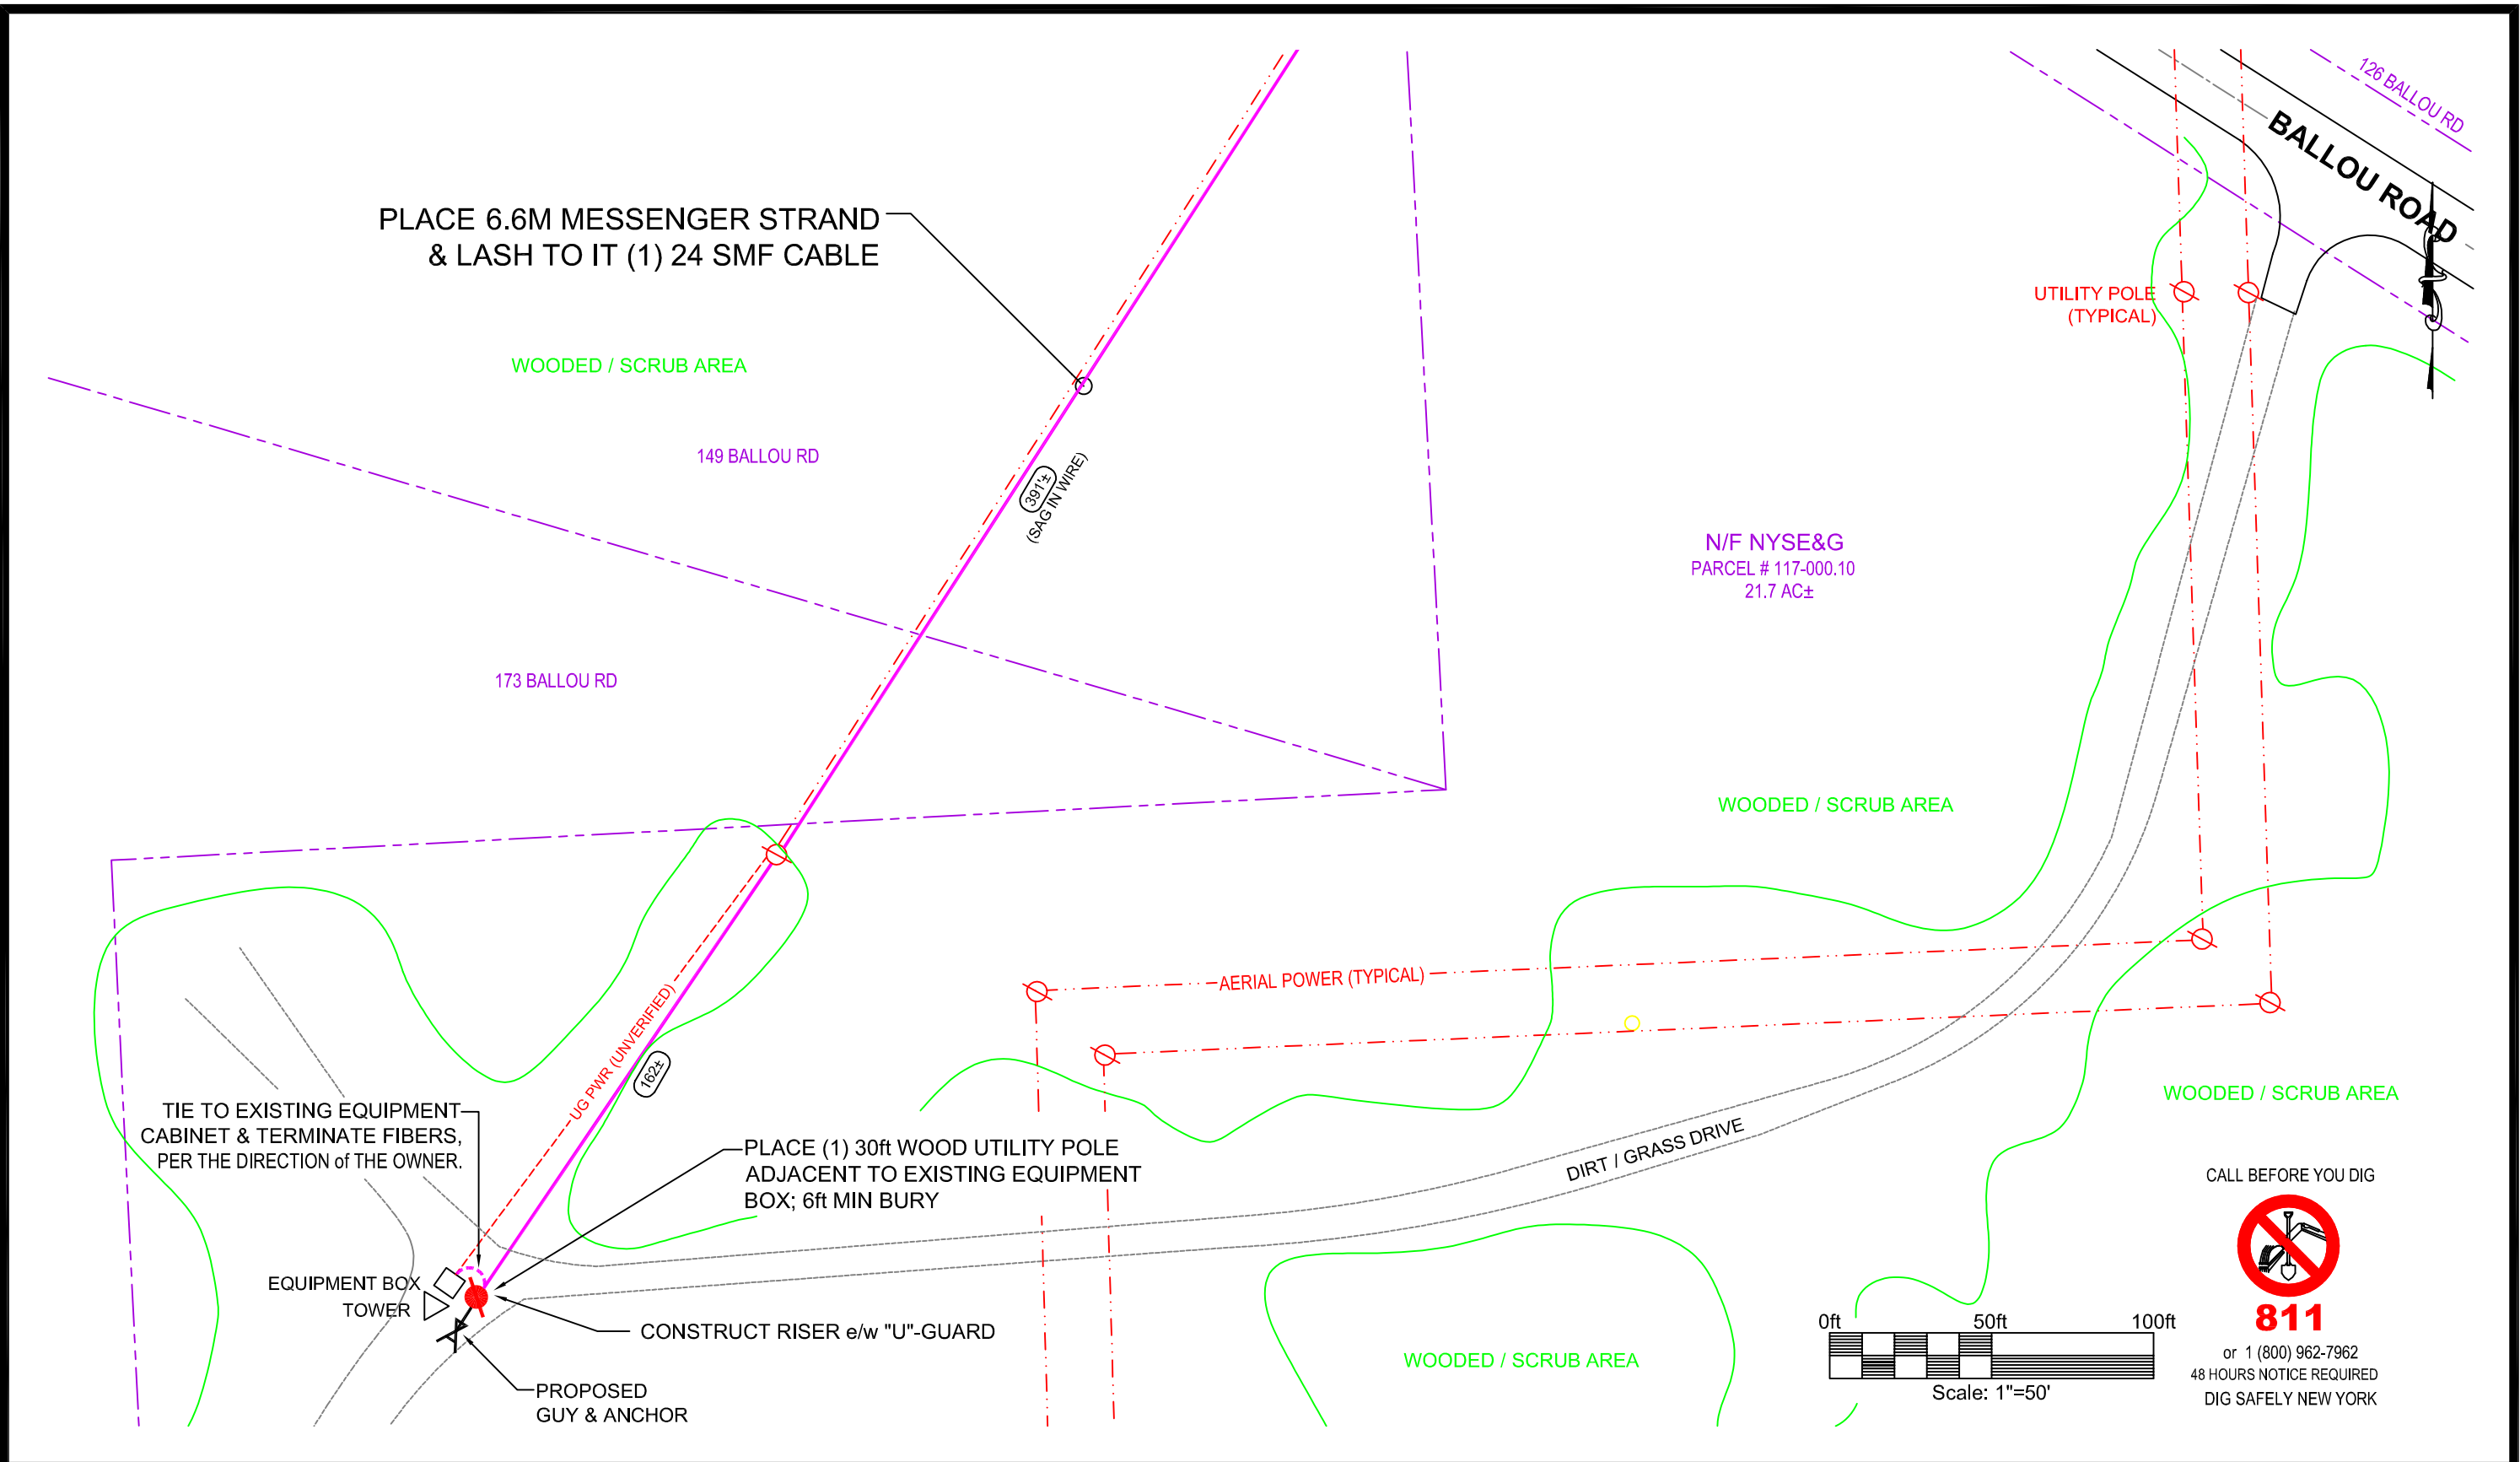 126 BALLOU RD
BALLOU ROAD
PLACE 6.6M MESSENGER STRAND
& LASH TO IT (1) 24 SMF CABLE
UTILITY POLE
(TYPICAL)
WOODED / SCRUB AREA
149 BALLOU RD
391'±
(SAG IN WIRE)
N/F NYSE&G
PARCEL # 117-000.10
21.7 AC±
173 BALLOU RD
WOODED / SCRUB AREA
AERIAL POWER (TYPICAL)
UG PWR (UNVERIFIED)
162±
WOODED / SCRUB AREA
TIE TO EXISTING EQUIPMENT
CABINET & TERMINATE FIBERS,
PER THE DIRECTION of THE OWNER.
PLACE (1) 30ft WOOD UTILITY POLE
ADJACENT TO EXISTING EQUIPMENT
BOX; 6ft MIN BURY
DIRT / GRASS DRIVE
EQUIPMENT BOX
TOWER
CONSTRUCT RISER e/w "U"-GUARD
PROPOSED
GUY & ANCHOR
WOODED / SCRUB AREA
0ft 50ft 100ft
Scale: 1"=50'
CALL BEFORE YOU DIG
811
or 1 (800) 962-7962
48 HOURS NOTICE REQUIRED
DIG SAFELY NEW YORK